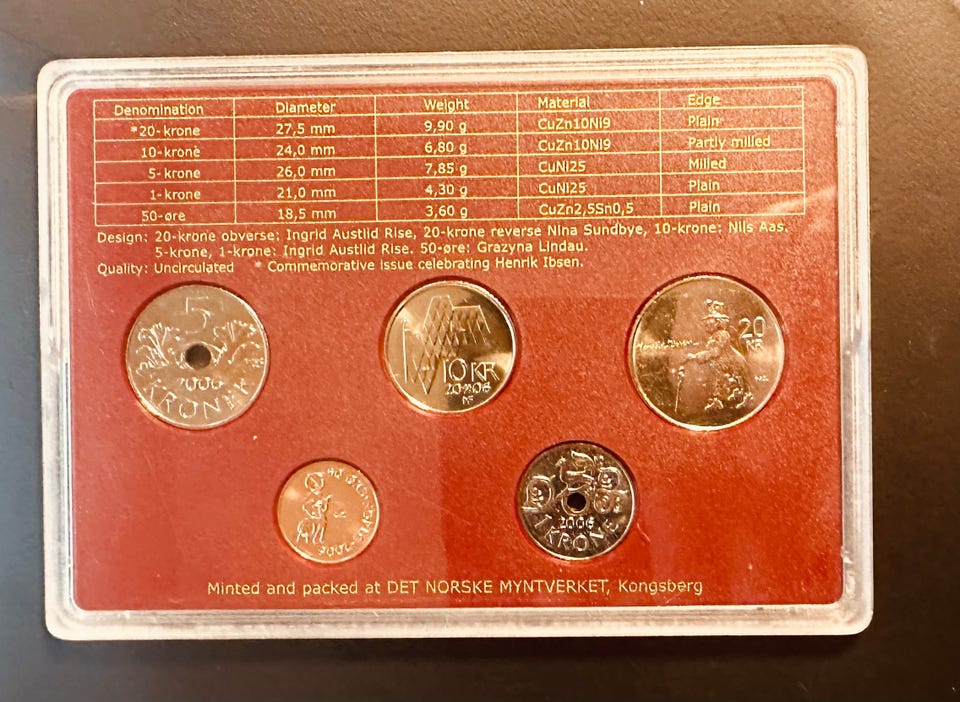 Denomination Diameter Weight Material Edge
*20-krone 27,5 mm 9,90 g CuZn10Ni9 Plain
10-krone 24,0 mm 6,80 g CuZn10Ni9 Partly milled
5-krone 26,0 mm 7,85 g CuNi25 Milled
1-krone 21,0 mm 4,30 g CuNi25 Plain
50-øre 18,5 mm 3,60 g CuZn2,5Sn0,5 Plain
Design: 20-krone obverse: Ingrid Austlid Rise, 20-krone reverse Nina Sundbye, 10-krone: Nils Aas.
5-krone, 1-krone: Ingrid Austlid Rise. 50-øre: Grazyna Lindau.
Quality: Uncirculated * Commemorative issue celebrating Henrik Ibsen.
5
2006
KRONER
10 KR
20 06
20
KR
2006
1 KRONE
Minted and packed at DET NORSKE MYNTVERKET, Kongsberg